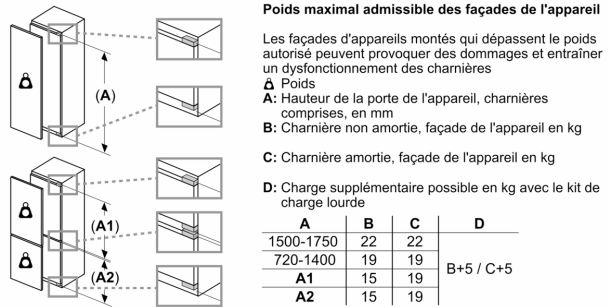 Poids maximal admissible des façades de l'appareil
Les façades d'appareils montés qui dépassent le poids
autorisé peuvent provoquer des dommages et entraîner
un dysfonctionnement des charnières
Poids
A: Hauteur de la porte de l'appareil, charnières
comprises, en mm
B: Charnière non amortie, façade de l'appareil en kg
C: Charnière amortie, façade de l'appareil en kg
D: Charge supplémentaire possible en kg avec le kit de
charge lourde
A B C D
1500-1750 22 22
720-1400 19 19
B+5 / C+5
A1 15 19
A2 15 19
(A)
(A1)
(A2)